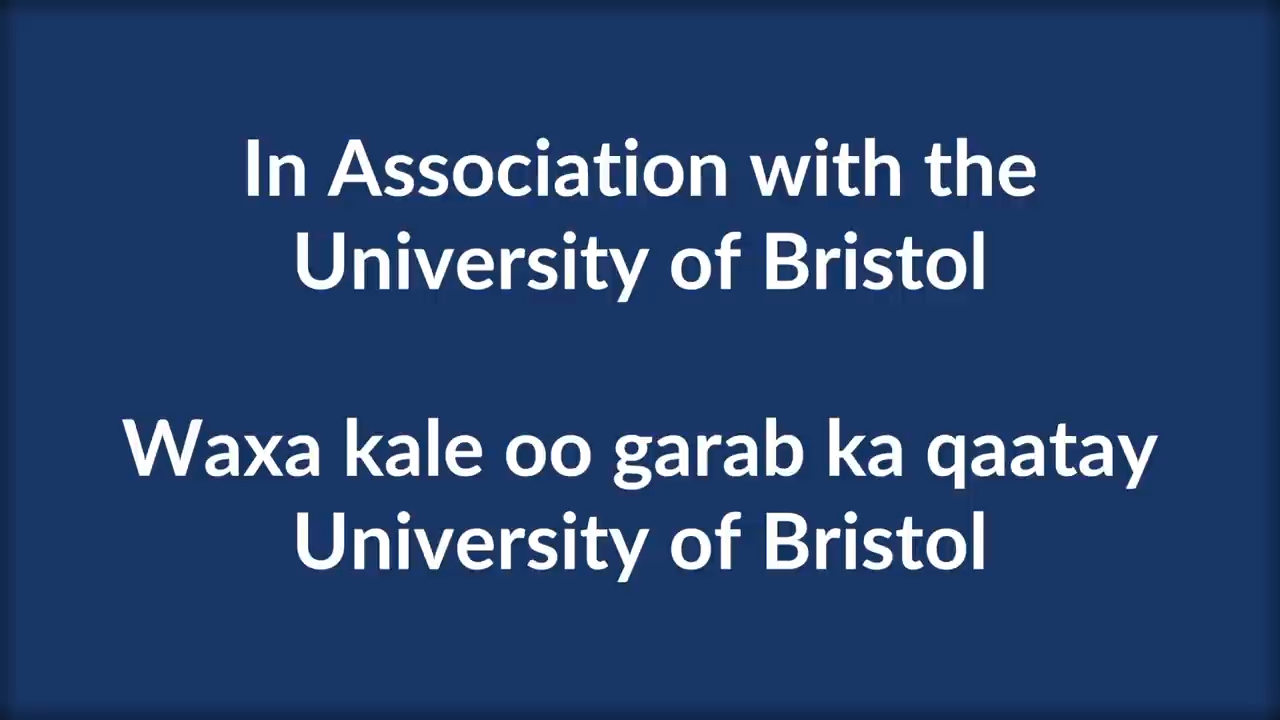 In Association with the
University of Bristol
Waxa kale oo garab ka qaatay
University of Bristol